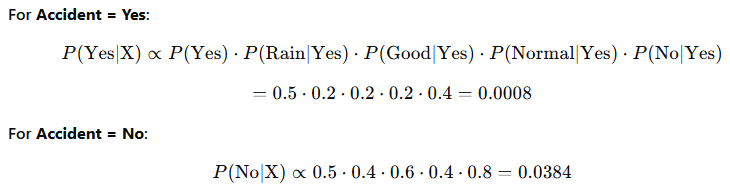 For Accident = Yes:
P(Yes|X) ∝ P(Yes) · P(Rain|Yes) · P(Good|Yes) · P(Normal|Yes) · P(No|Yes)
= 0.5 · 0.2 · 0.2 · 0.2 · 0.4 = 0.0008
For Accident = No:
P(No|X) ∝ 0.5 · 0.4 · 0.6 · 0.4 · 0.8 = 0.0384